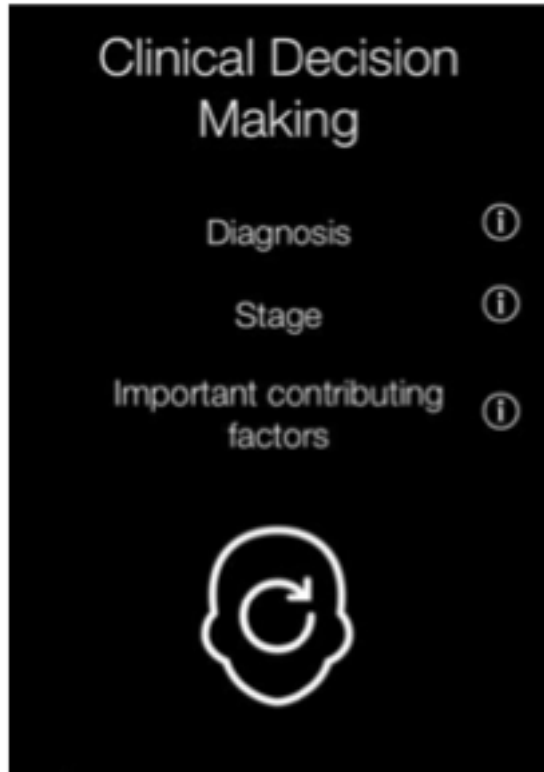 Clinical Decision
Making
Diagnosis
Stage
Important contributing
factors